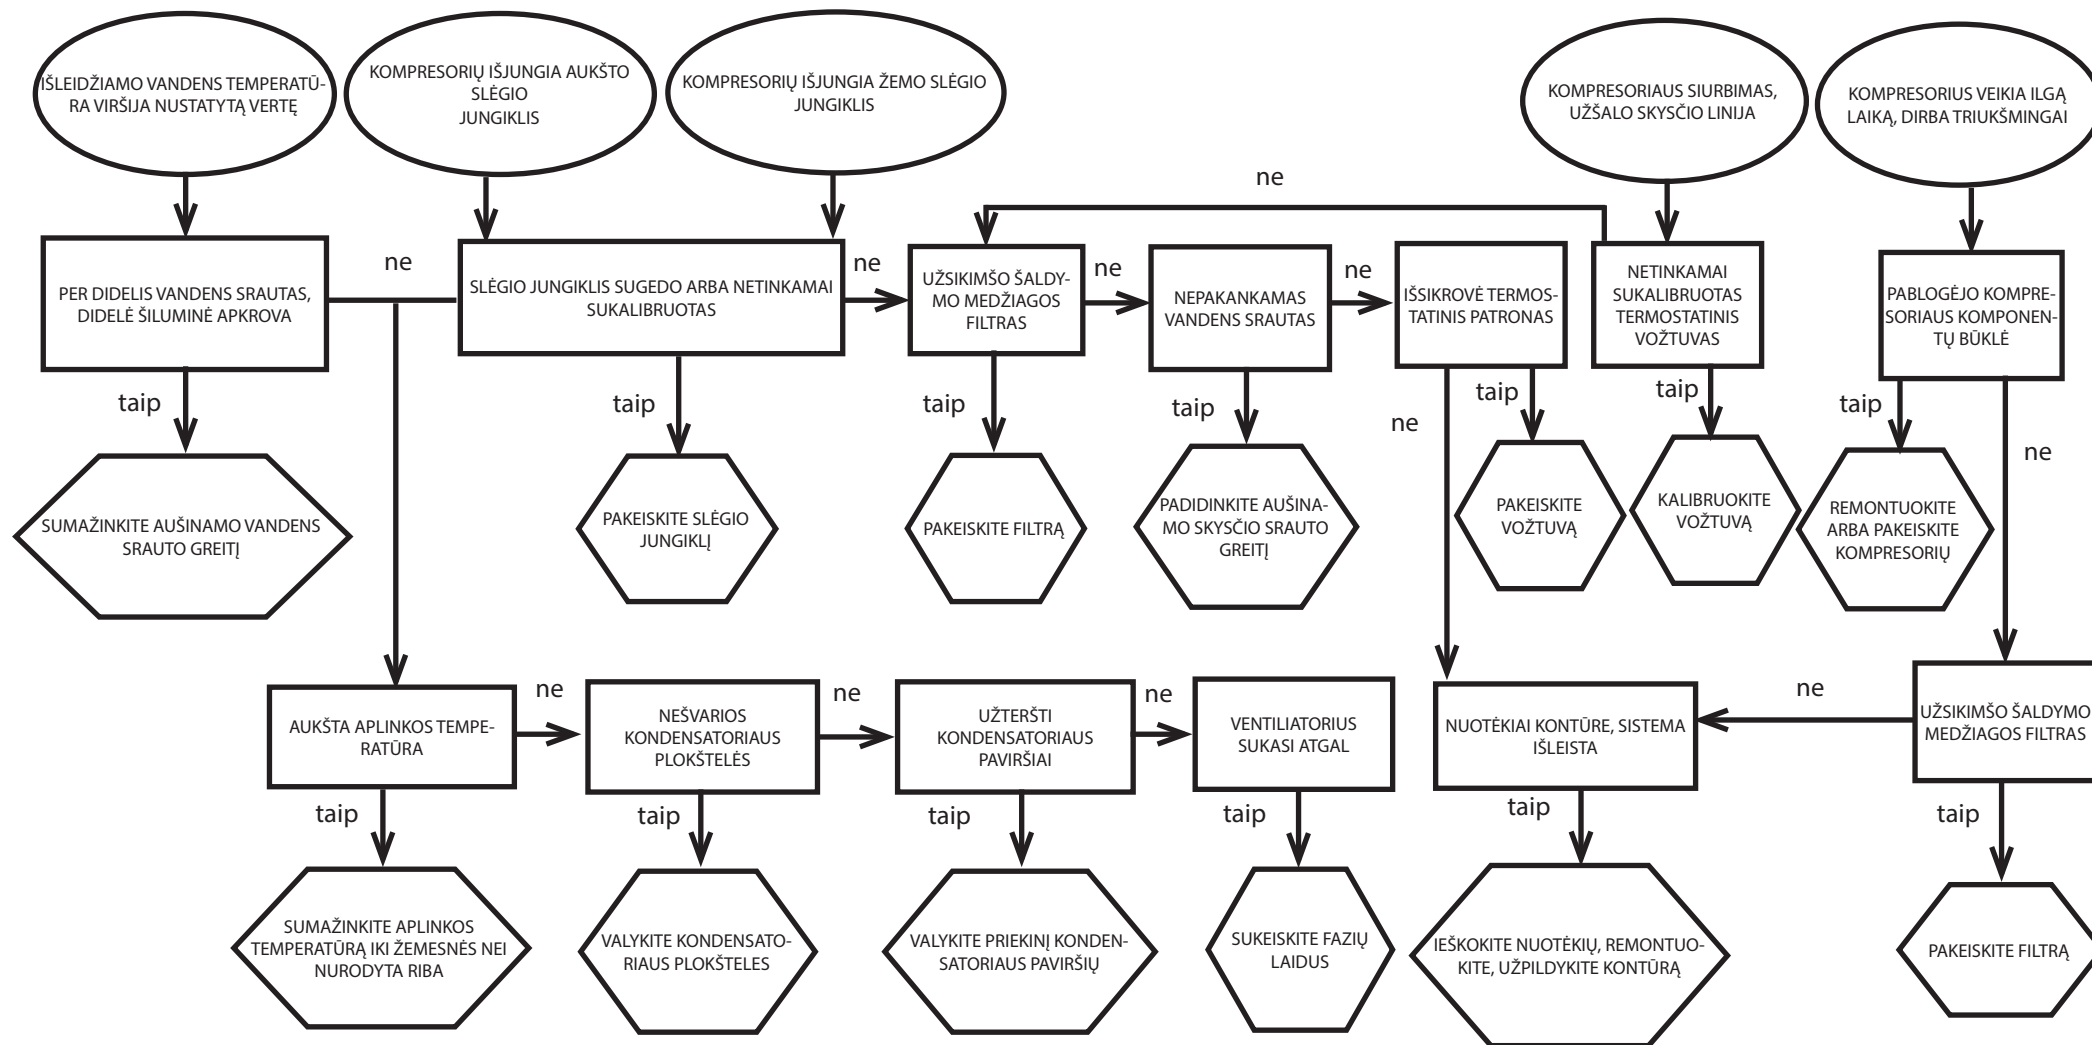 IŠLEIDŽIAMO VANDENS TEMPERATŪ-
RA VIRŠIJA NUSTATYTĄ VERTĘ
KOMPRESORIŲ IŠJUNGIA AUKŠTO
SLĖGIO
JUNGIKLIS
KOMPRESORIŲ IŠJUNGIA ŽEMO SLĖGIO
JUNGIKLIS
KOMPRESORIAUS SIURBIMAS,
UŽŠALO SKYSČIO LINIJA
KOMPRESORIUS VEIKIA ILGĄ
LAIKĄ, DIRBA TRIUKŠMINGAI
ne
PER DIDELIS VANDENS SRAUTAS,
DIDELĖ ŠILUMINĖ APKROVA
ne
SLĖGIO JUNGIKLIS SUGEDO ARBA NETINKAMAI
SUKALIBRUOTAS
ne
UŽSIKIMŠO ŠALDY-
MO MEDŽIAGOS
FILTRAS
ne
NEPAKANKAMAS
VANDENS SRAUTAS
ne
IŠSIKROVĖ TERMOS-
TATINIS PATRONAS
NETINKAMAI
SUKALIBRUOTAS
TERMOSTATINIS
VOŽTUVAS
PABLOGĖJO KOMPRE-
SORIAUS KOMPONEN-
TŲ BŪKLĖ
taip
taip
taip
taip
ne
taip
taip
taip
ne
SUMAŽINKITE AUŠINAMO VANDENS
SRAUTO GREITĮ
PAKEISKITE SLĖGIO
JUNGIKLĮ
PAKEISKITE FILTRĄ
PADIDINKITE AUŠINA-
MO SKYSČIO SRAUTO
GREITĮ
PAKEISKITE
VOŽTUVĄ
KALIBRUOKITE
VOŽTUVĄ
REMONTUOKITE
ARBA PAKEISKITE
KOMPRESORIŲ
AUKŠTA APLINKOS TEMPE-
RATŪRA
ne
NEŠVARIOS
KONDENSATORIAUS
PLOKŠTELĖS
ne
UŽTERŠTI
KONDENSATORIAUS
PAVIRŠIAI
ne
VENTILIATORIUS
SUKASI ATGAL
NUOTĖKIAI KONTŪRE, SISTEMA
IŠLEISTA
ne
UŽSIKIMŠO ŠALDYMO
MEDŽIAGOS FILTRAS
taip
taip
taip
taip
taip
taip
SUMAŽINKITE APLINKOS
TEMPERATŪRĄ IKI ŽEMESNĖS NEI
NURODYTA RIBA
VALYKITE KONDENSATO-
RIAUS PLOKŠTELES
VALYKITE PRIEKINĮ KONDEN-
SATORIAUS PAVIRŠIŲ
SUKEISKITE FAZIŲ
LAIDUS
IEŠKOKITE NUOTĖKIŲ, REMONTUO-
KITE, UŽPILDYKITE KONTŪRĄ
PAKEISKITE FILTRĄ